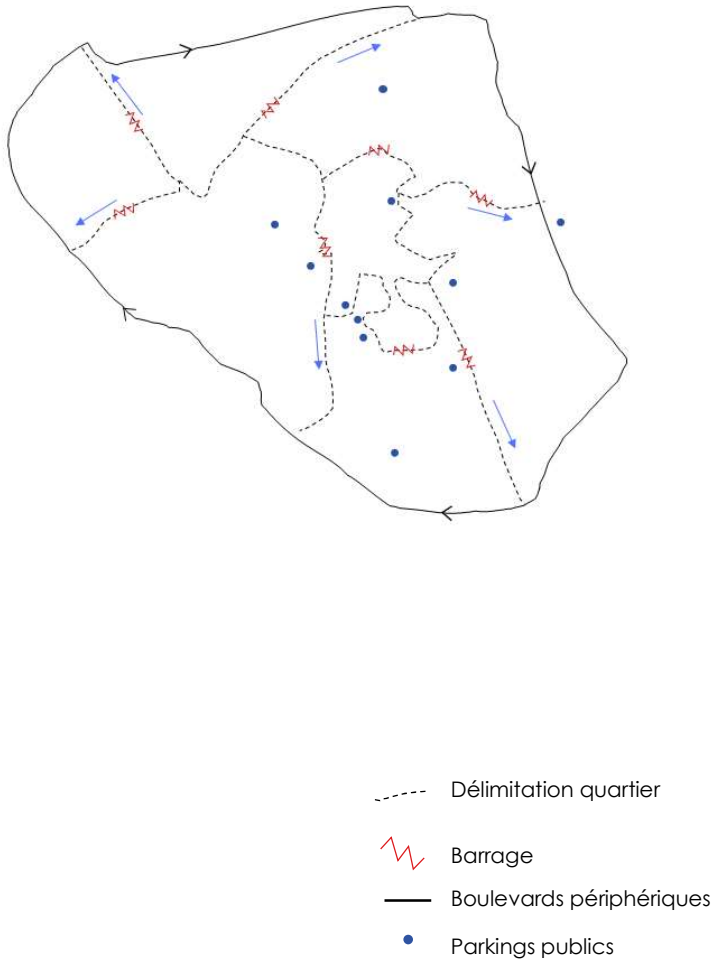 Délimitation quartier
Barrage
Boulevards périphériques
Parkings publics